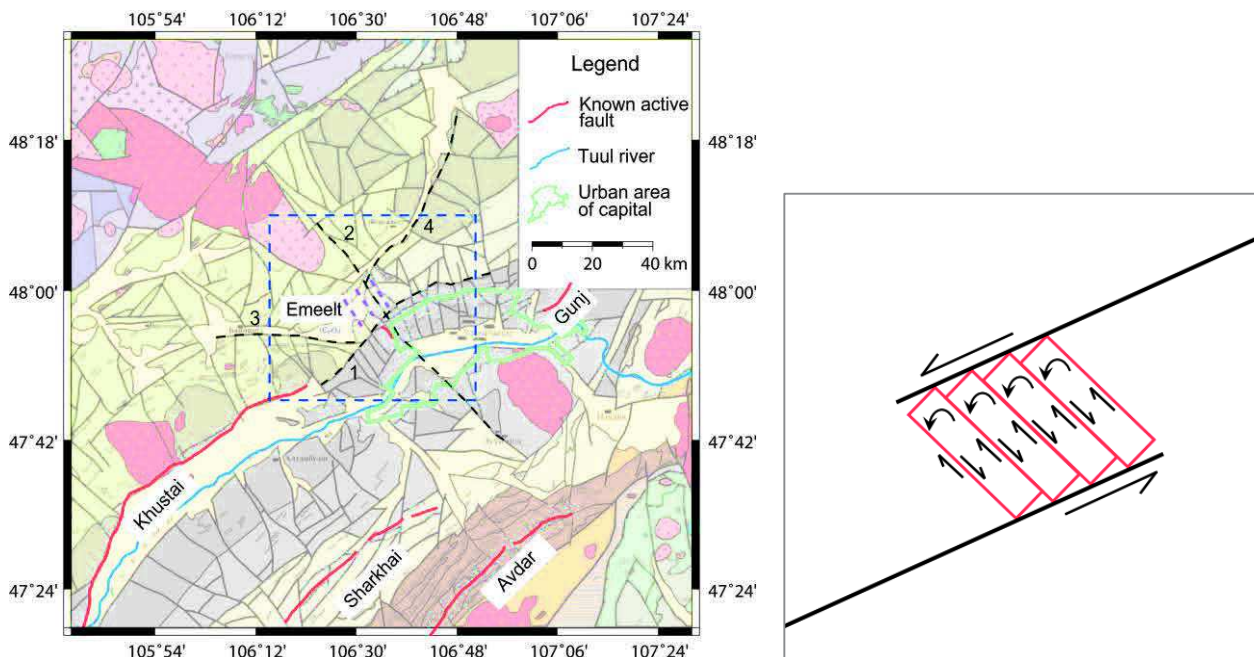 105˚54' 106˚12' 106˚30' 106˚48' 107˚06' 107˚24'
Legend
Known active
fault
48˚18' 48˚18'
Tuul river
Urban area
of capital
2 4
0 20 40 km
48˚00' 48˚00'
Emeelt Gunj
3
1
47˚42' 47˚42'
Khustai
Sharkhai Avdar
47˚24' 47˚24'
105˚54' 106˚12' 106˚30' 106˚48' 107˚06' 107˚24'